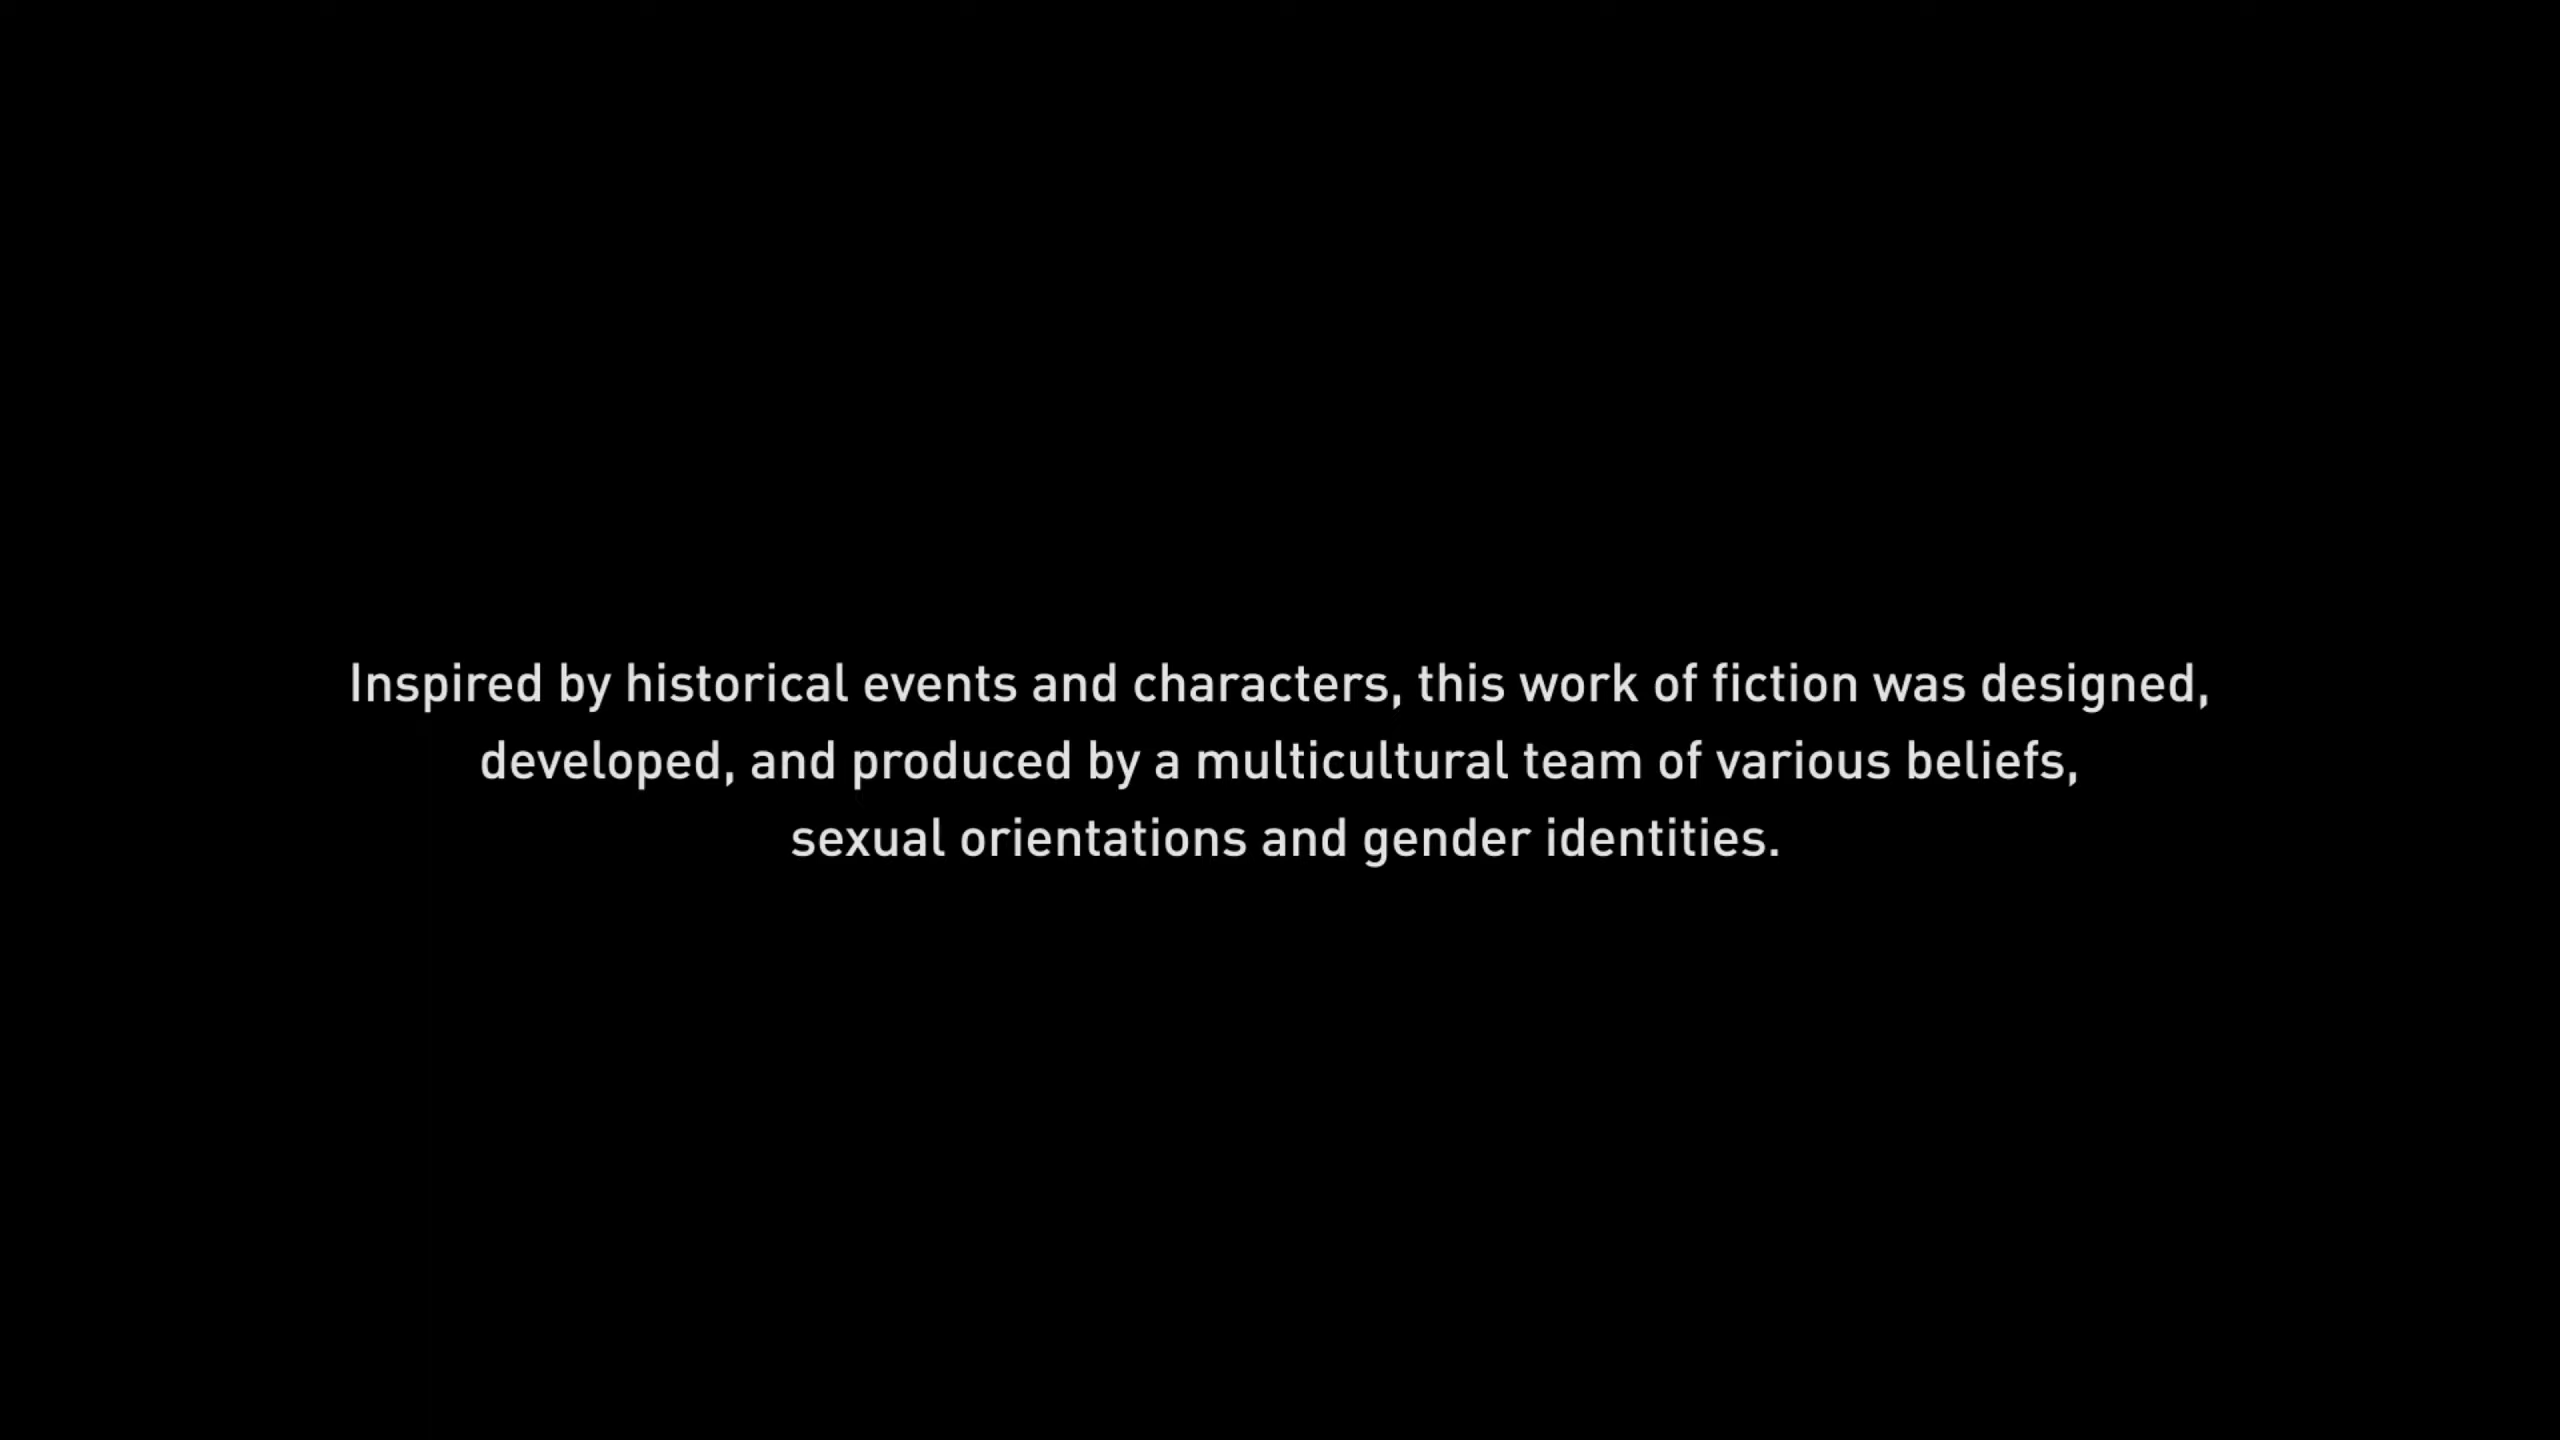 Inspired by historical events and characters, this work of fiction was designed,
developed, and produced by a multicultural team of various beliefs,
sexual orientations and gender identities.